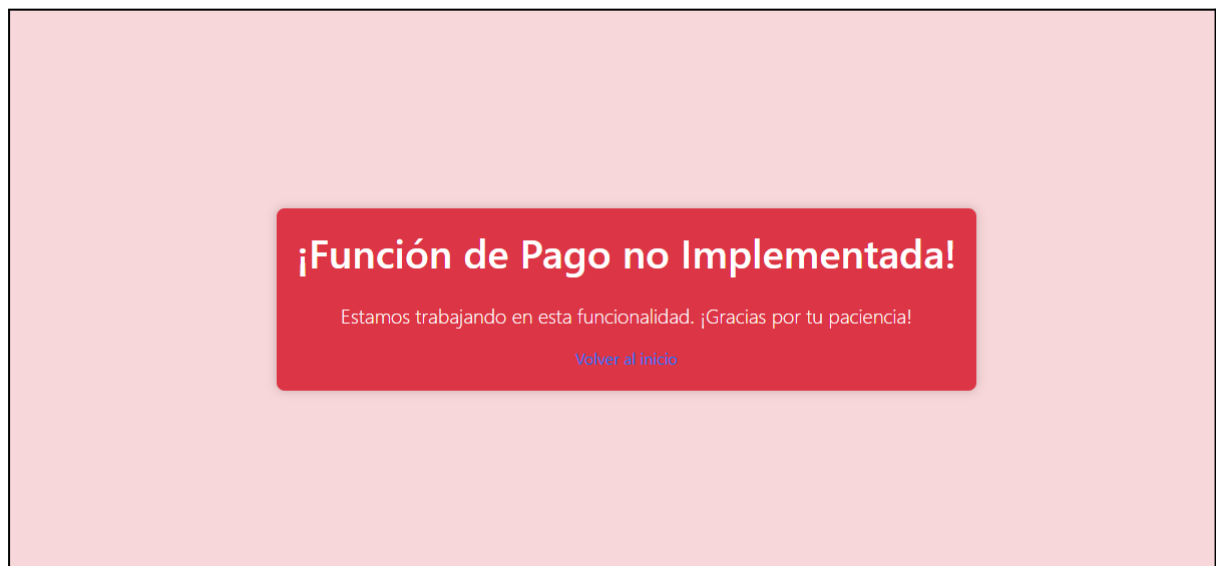 ¡Función de Pago no Implementada!
Estamos trabajando en esta funcionalidad. ¡Gracias por tu paciencia!
Volver al inicio